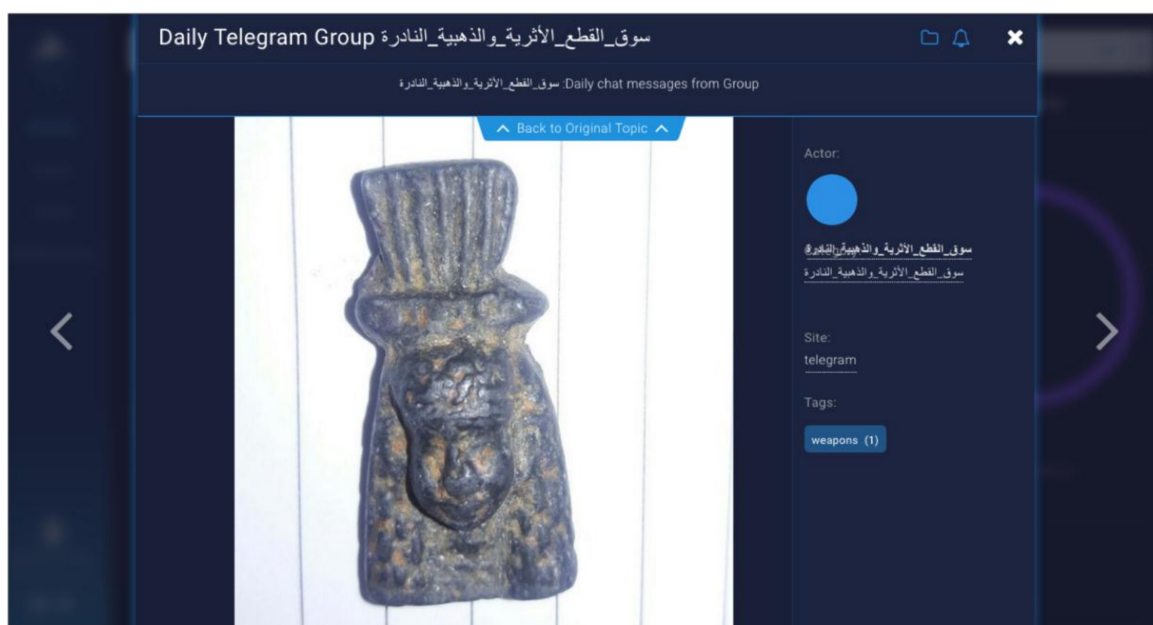 Daily Telegram Group سوق_القطع_الأثرية_والذهبية_النادرة
Daily chat messages from Group: سوق_القطع_الأثرية_والذهبية_النادرة
Back to Original Topic
Actor:
سوق_القطع_الأثرية_والذهبية_النادرة
سوق_القطع_الأثرية_والذهبية_النادرة
Site:
telegram
Tags:
weapons (1)